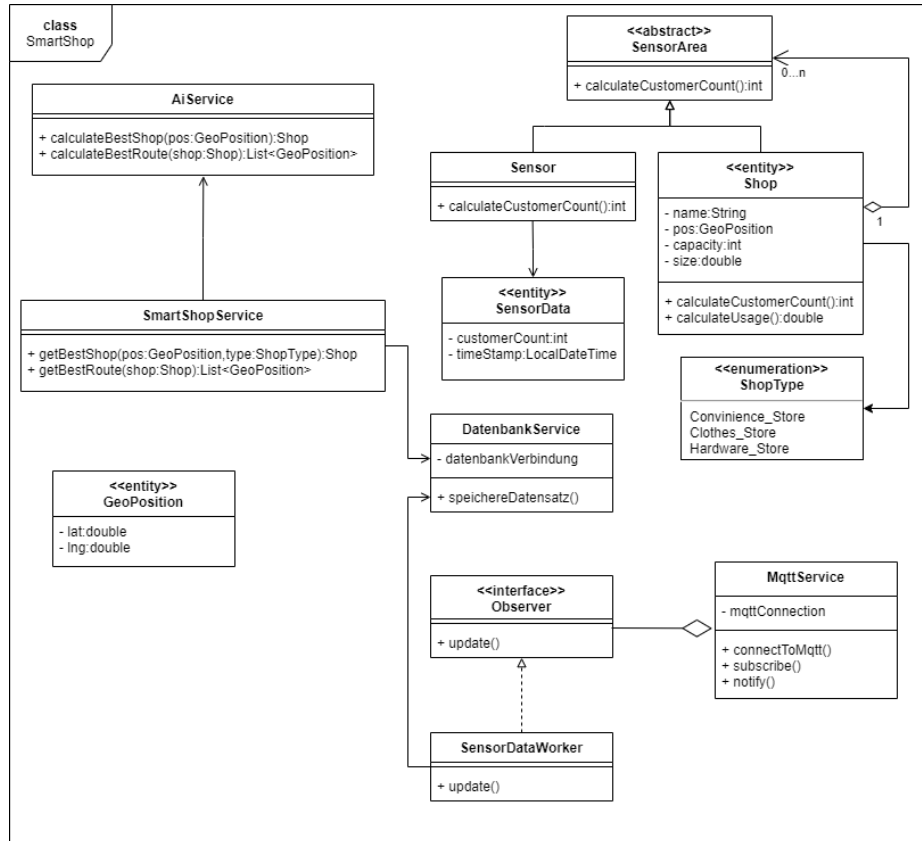 class
SmartShop
<<abstract>>
SensorArea
+ calculateCustomerCount():int
0...n
AiService
+ calculateBestShop(pos:GeoPosition):Shop
+ calculateBestRoute(shop:Shop):List<GeoPosition>
Sensor
+ calculateCustomerCount():int
<<entity>>
Shop
- name:String
- pos:GeoPosition
- capacity:int
- size:double
+ calculateCustomerCount():int
+ calculateUsage():double
1
<<entity>>
SensorData
- customerCount:int
- timeStamp:LocalDateTime
SmartShopService
+ getBestShop(pos:GeoPosition,type:ShopType):Shop
+ getBestRoute(shop:Shop):List<GeoPosition>
<<enumeration>>
ShopType
Convinience_Store
Clothes_Store
Hardware_Store
DatenbankService
- datenbankVerbindung
+ speichereDatensatz()
<<entity>>
GeoPosition
- lat:double
- lng:double
<<interface>>
Observer
+ update()
MqttService
- mqttConnection
+ connectToMqtt()
+ subscribe()
+ notify()
SensorDataWorker
+ update()